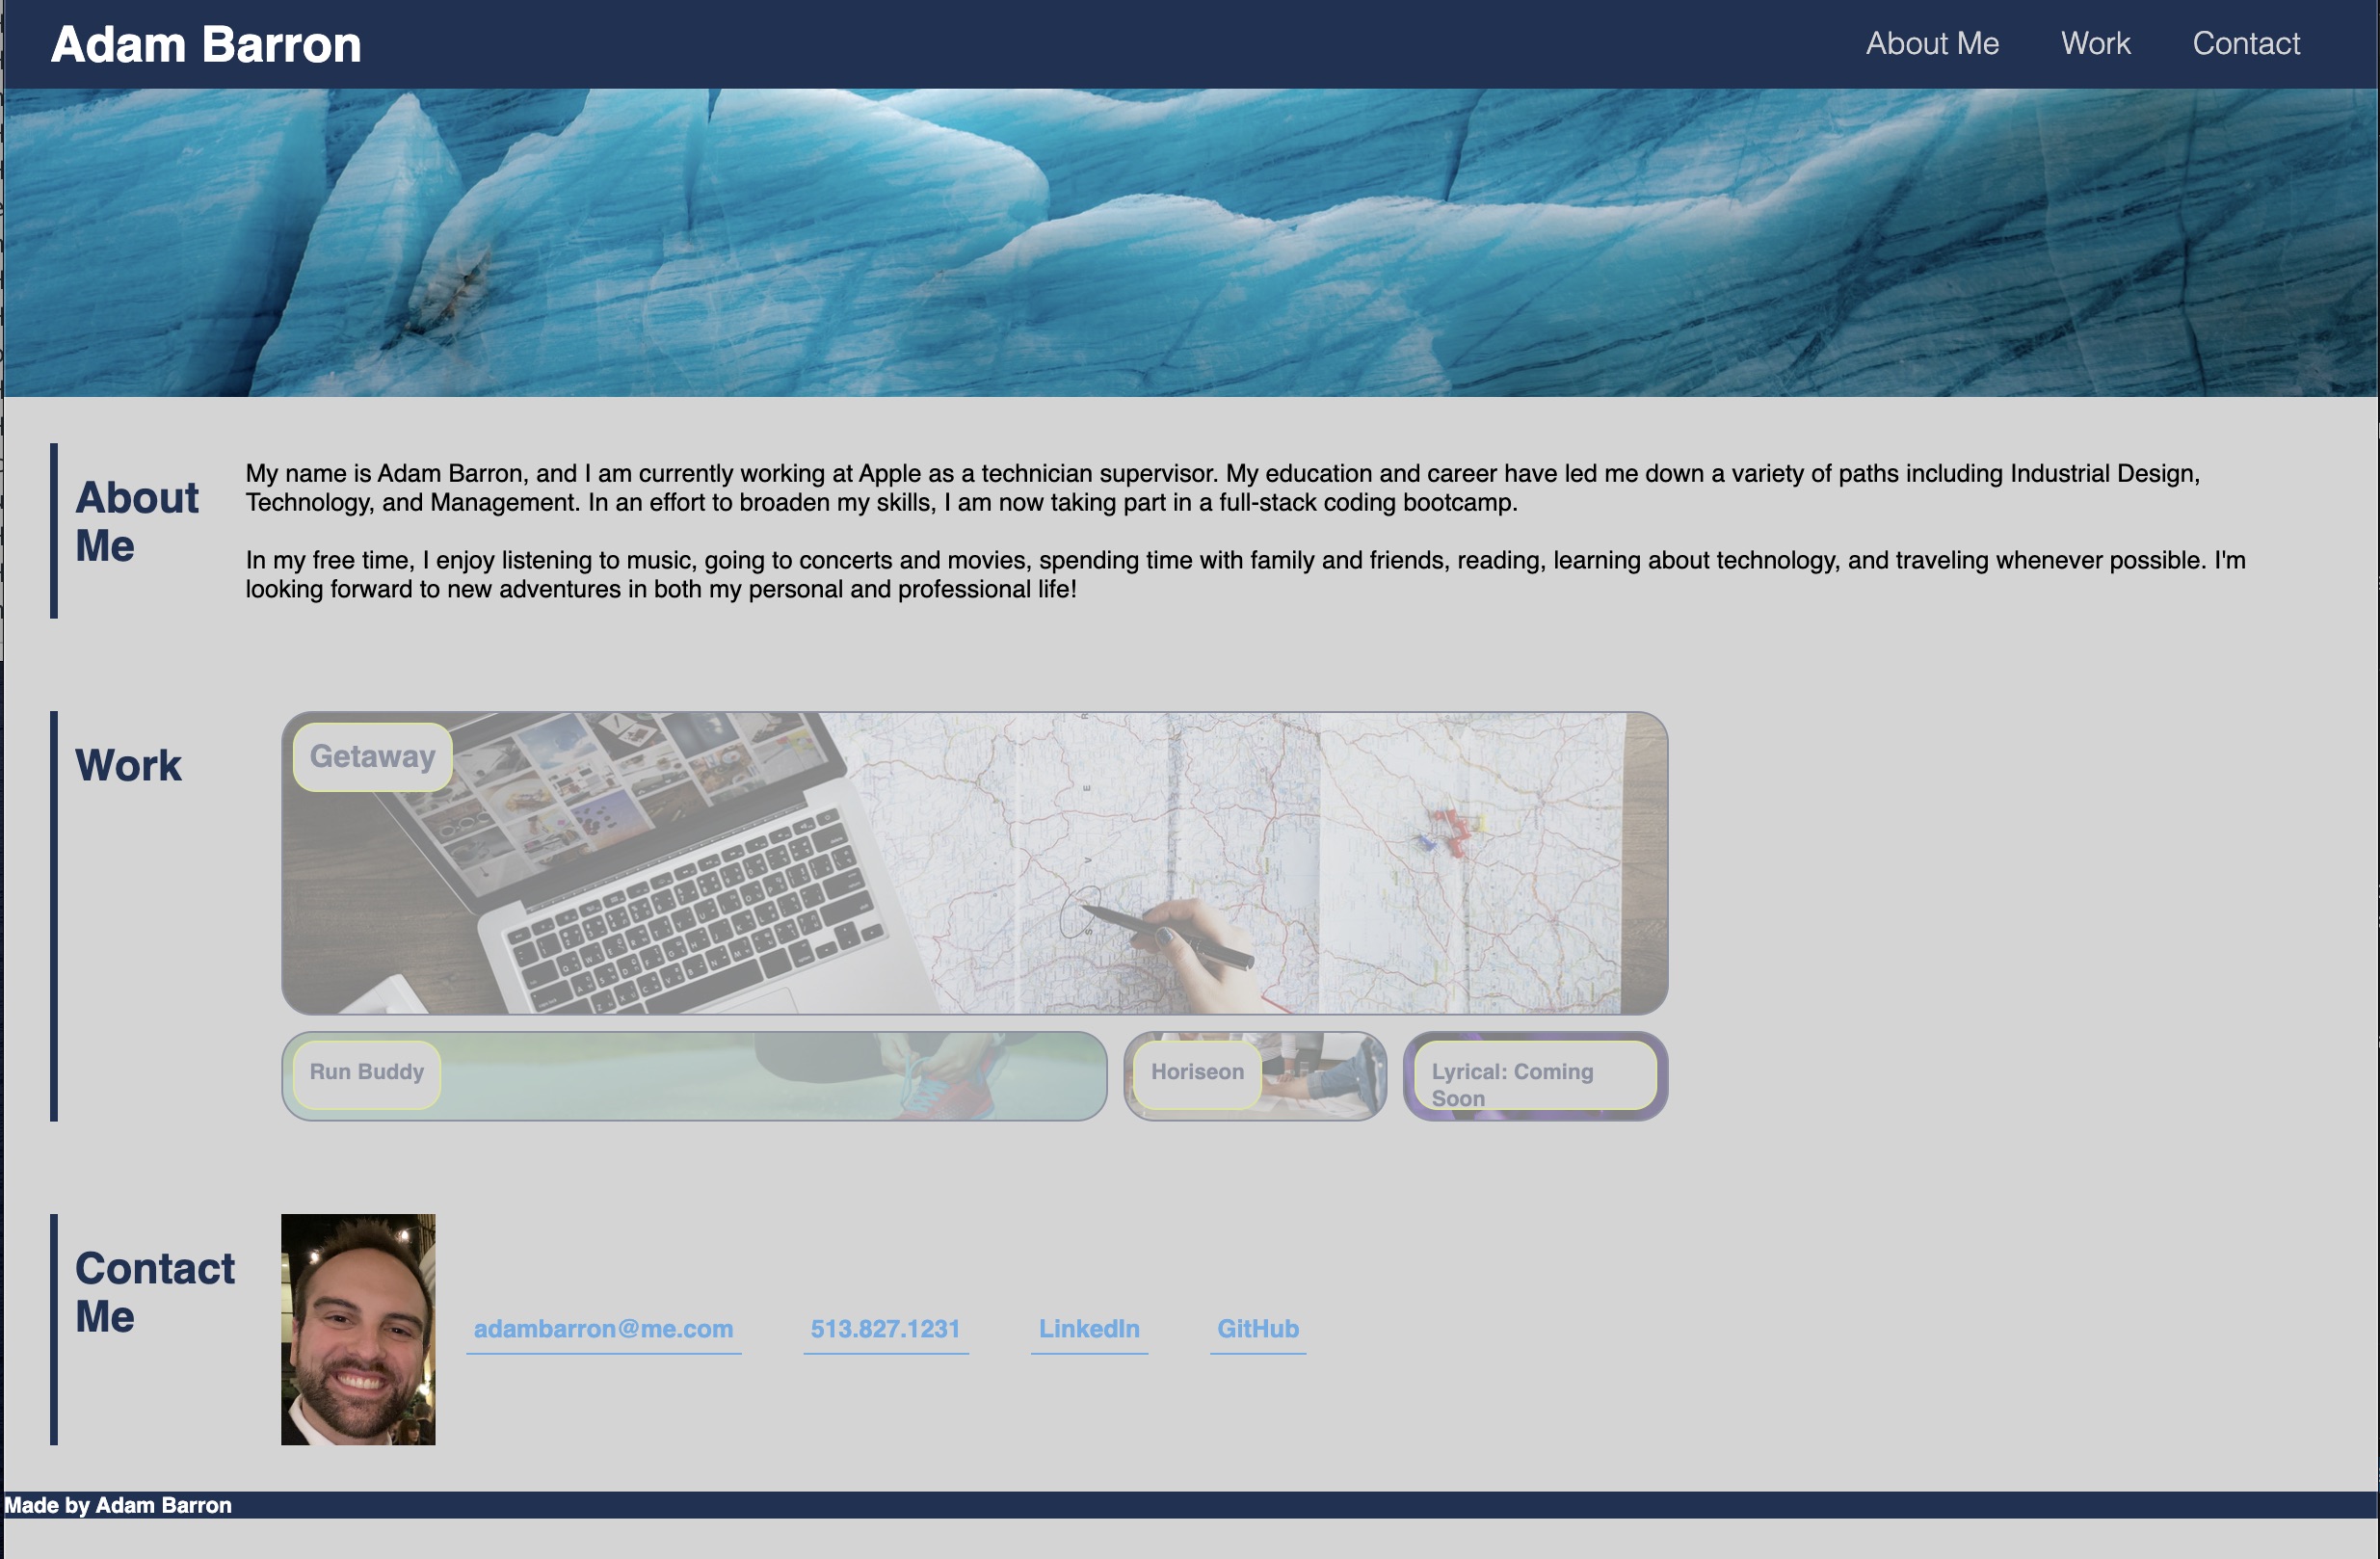 Adam Barron
About Me
Work
Contact
About
Me
My name is Adam Barron, and I am currently working at Apple as a technician supervisor. My education and career have led me down a variety of paths including Industrial Design,
Technology, and Management. In an effort to broaden my skills, I am now taking part in a full-stack coding bootcamp.
In my free time, I enjoy listening to music, going to concerts and movies, spending time with family and friends, reading, learning about technology, and traveling whenever possible. I'm
looking forward to new adventures in both my personal and professional life!
Work
Getaway
Run Buddy
Horiseon
Lyrical: Coming
Soon
Contact
Me
adambarron@me.com
513.827.1231
LinkedIn
GitHub
Made by Adam Barron